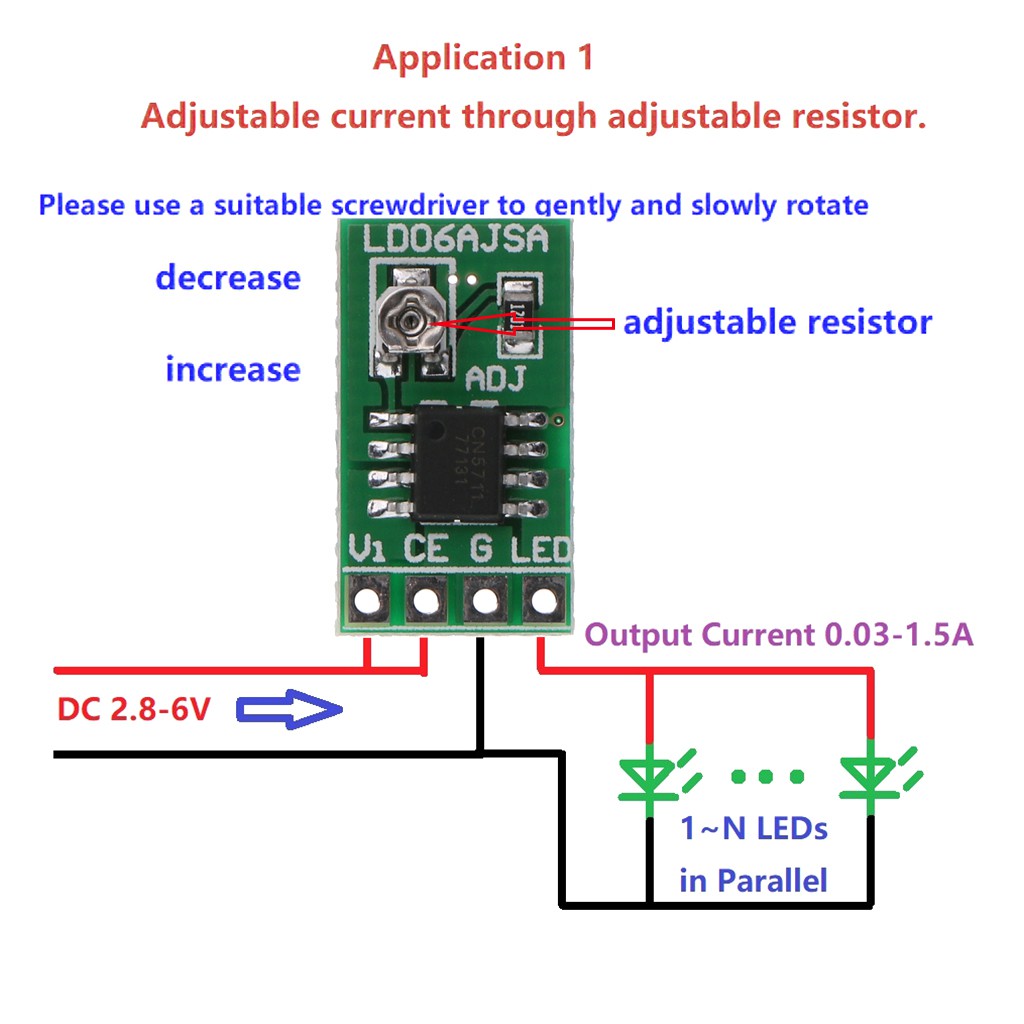 Application 1
Adjustable current through adjustable resistor.
Please use a suitable screwdriver to gently and slowly rotate
LD06AJSA
decrease
adjustable resistor
increase
ADJ
CN5711
77131
V1 CE G LED
Output Current 0.03-1.5A
DC 2.8-6V
1~N LEDs
in Parallel